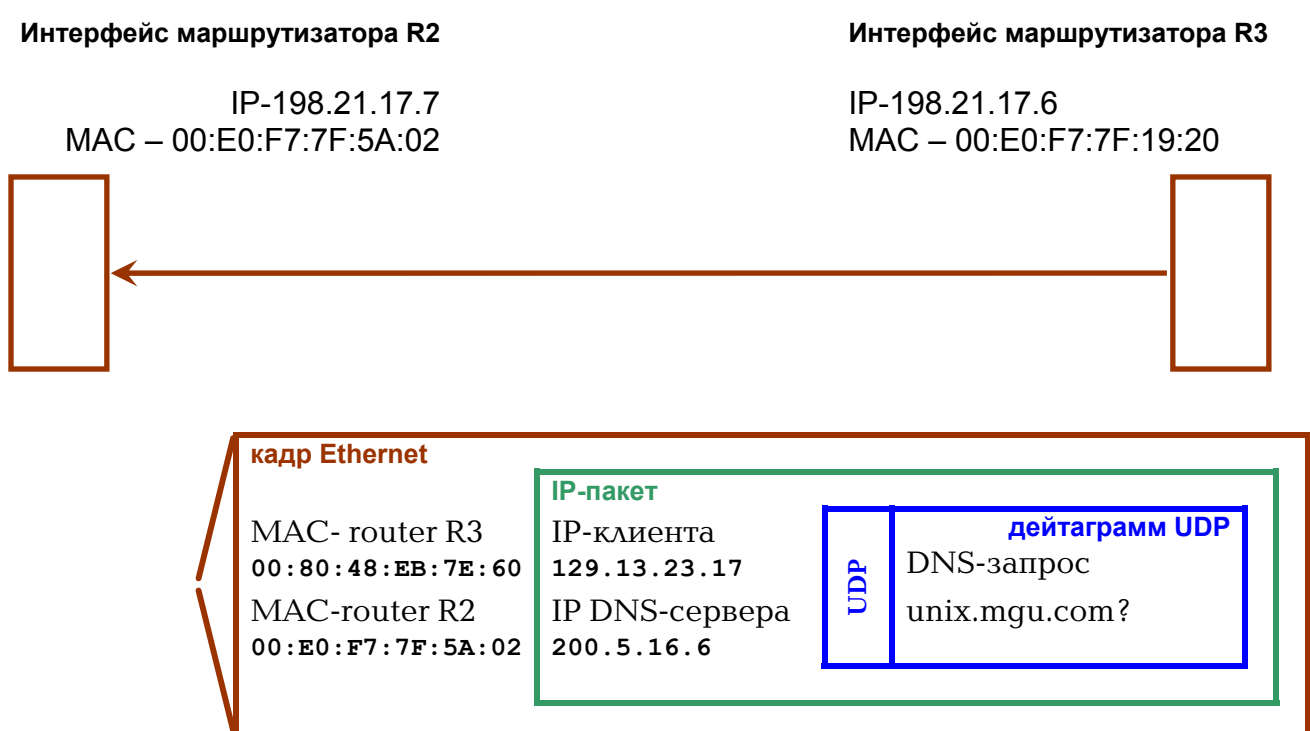 Интерфейс маршрутизатора R2
IP-198.21.17.7
MAC – 00:E0:F7:7F:5A:02
Интерфейс маршрутизатора R3
IP-198.21.17.6
MAC – 00:E0:F7:7F:19:20
кадр Ethernet
MAC- router R3
00:80:48:EB:7E:60
MAC-router R2
00:E0:F7:7F:5A:02
IP-пакет
IP-клиента
129.13.23.17
IP DNS-сервера
200.5.16.6
UDP
дейтаграмм UDP
DNS-запрос
unix.mgu.com?